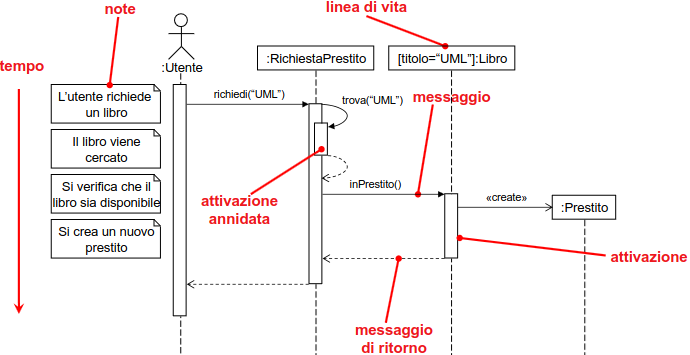 note
linea di vita
tempo
:Utente
:RichiestaPrestito
[titolo=“UML”]:Libro
L’utente richiede
un libro
richiedi(“UML”)
trova(“UML”)
messaggio
Il libro viene
cercato
Si verifica che il
libro sia disponibile
attivazione
annidata
inPrestito()
«create»
:Prestito
Si crea un nuovo
prestito
attivazione
messaggio
di ritorno